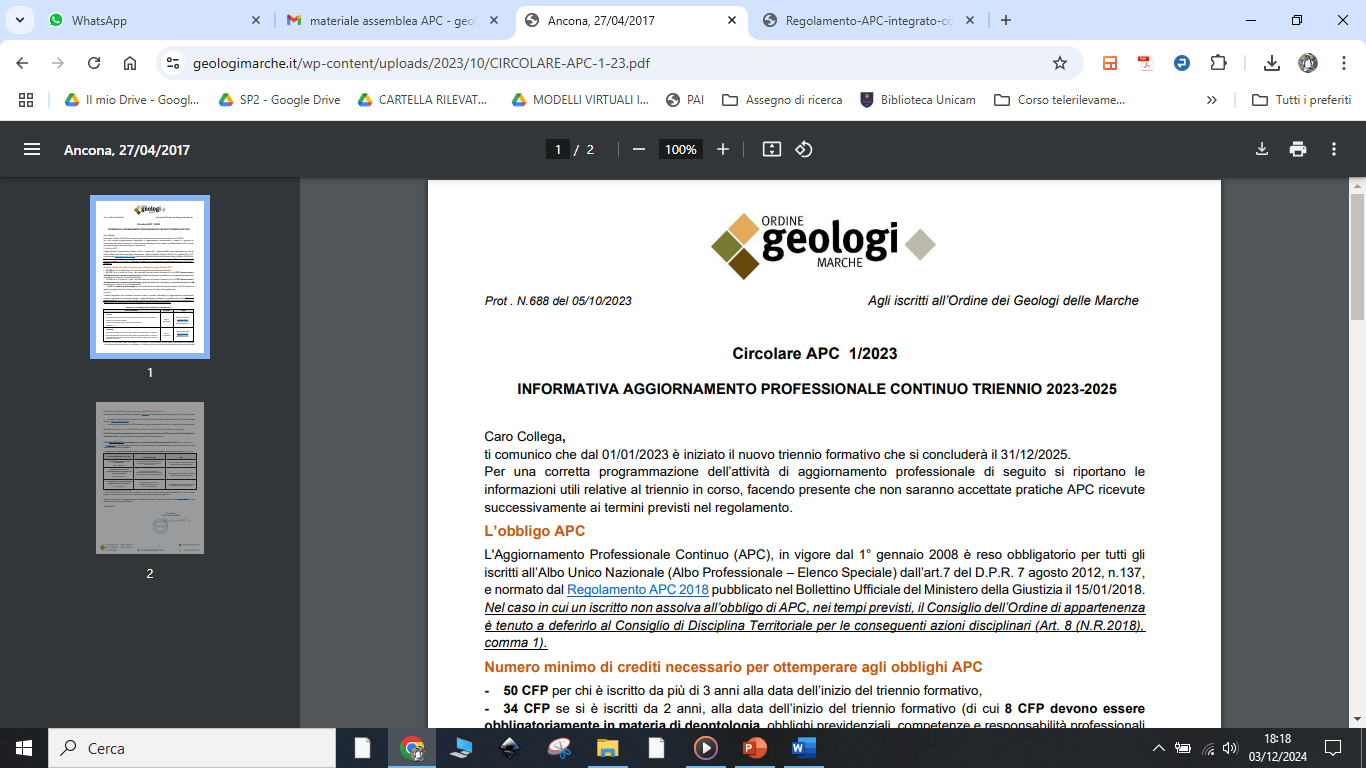 WhatsApp
materiale assemblea APC - geol
Ancona, 27/04/2017
Regolamento-APC-integrato-co
geologimarche.it/wp-content/uploads/2023/10/CIRCOLARE-APC-1-23.pdf
Il mio Drive - Googl...
SP2 - Google Drive
CARTELLA RILEVAT...
MODELLI VIRTUALI I...
PAI
Assegno di ricerca
Biblioteca Unicam
Corso telerilevame...
»
Tutti i preferiti
Ancona, 27/04/2017
1 / 2
100%
1
2
ORDINE
geologi
MARCHE
Prot . N.688 del 05/10/2023
Agli iscritti all'Ordine dei Geologi delle Marche
Circolare APC 1/2023
INFORMATIVA AGGIORNAMENTO PROFESSIONALE CONTINUO TRIENNIO 2023-2025
Caro Collega,
ti comunico che dal 01/01/2023 è iniziato il nuovo triennio formativo che si concluderà il 31/12/2025.
Per una corretta programmazione dell'attività di aggiornamento professionale di seguito si riportano le
informazioni utili relative al triennio in corso, facendo presente che non saranno accettate pratiche APC ricevute
successivamente ai termini previsti nel regolamento.
L'obbligo APC
L'Aggiornamento Professionale Continuo (APC), in vigore dal 1° gennaio 2008 è reso obbligatorio per tutti gli
iscritti all'Albo Unico Nazionale (Albo Professionale – Elenco Speciale) dall'art.7 del D.P.R. 7 agosto 2012, n.137,
e normato dal Regolamento APC 2018 pubblicato nel Bollettino Ufficiale del Ministero della Giustizia il 15/01/2018.
Nel caso in cui un iscritto non assolva all'obbligo di APC, nei tempi previsti, il Consiglio dell'Ordine di appartenenza
è tenuto a deferirlo al Consiglio di Disciplina Territoriale per le conseguenti azioni disciplinari (Art. 8 (N.R.2018),
comma 1).
Numero minimo di crediti necessario per ottemperare agli obblighi APC
- 50 CFP per chi è iscritto da più di 3 anni alla data dell'inizio del triennio formativo,
- 34 CFP se si è iscritti da 2 anni, alla data dell'inizio del triennio formativo (di cui 8 CFP devono essere
obbligatoriamente in materia di deontologia, obblighi previdenziali, competenze e responsabilità professionali
Cerca
18:18
03/12/2024